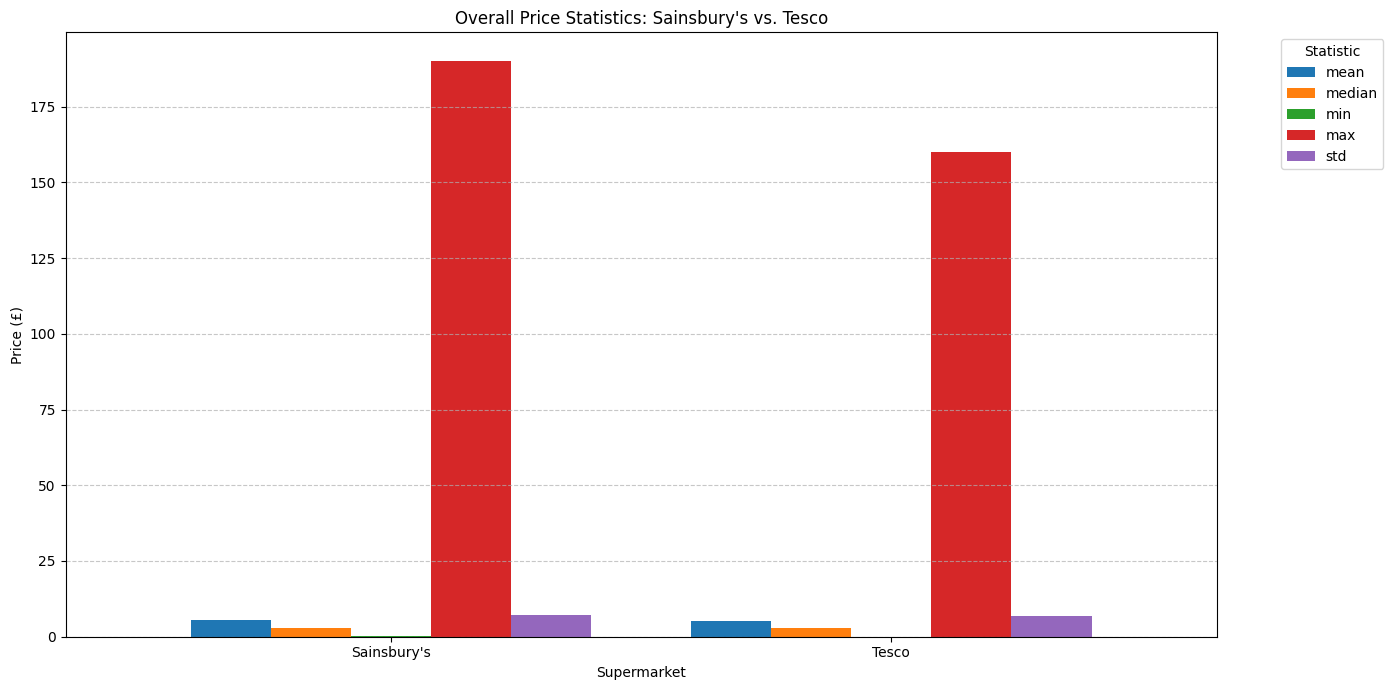 Overall Price Statistics: Sainsbury's vs. Tesco
Statistic
mean
median
min
max
std
Price (£)
175
150
125
100
75
50
25
0
Sainsbury's
Tesco
Supermarket